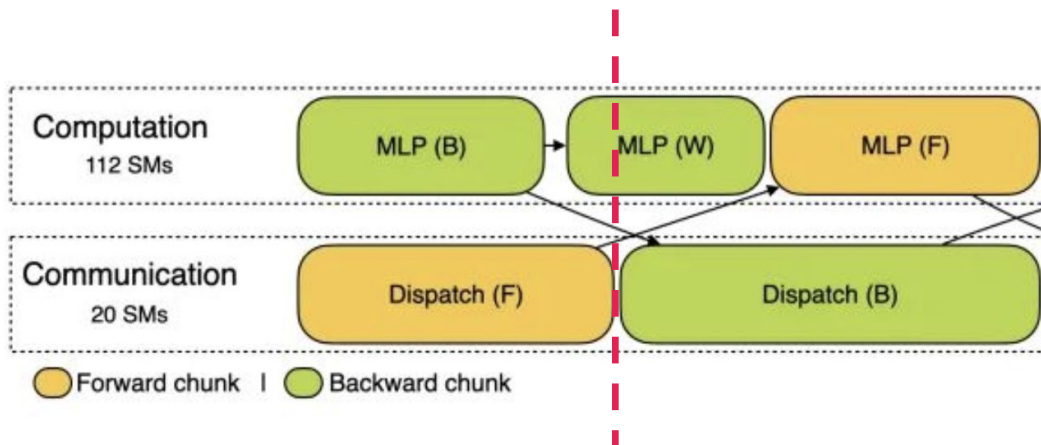 Computation
112 SMs
MLP (B)
MLP (W)
MLP (F)
Communication
20 SMs
Dispatch (F)
Dispatch (B)
Forward chunk | Backward chunk